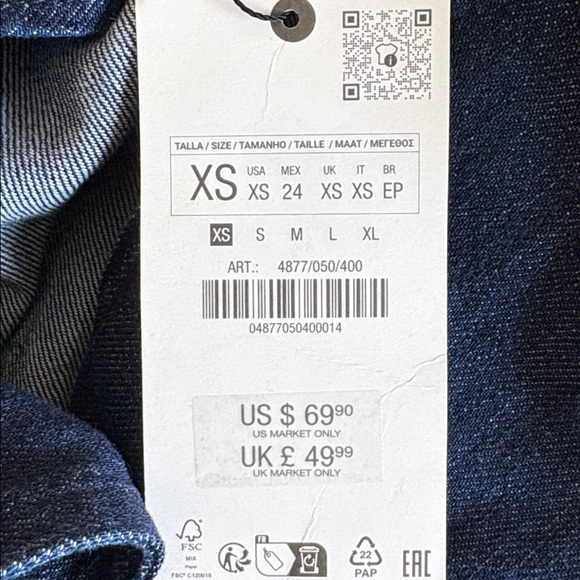 TALLA / SIZE / TAMANHO / TAILLE / MAAT / ΜΕΓΕΘΟΣ
XS USA XS MEX 24 UK XS IT XS BR EP
XS S M L XL
ART.: 4877/050/400
04877050400014
US $ 69.90
US MARKET ONLY
UK £ 49.99
UK MARKET ONLY
FSC
MIX
Paper
FSC® C120015
FR
22
PAP
EAC